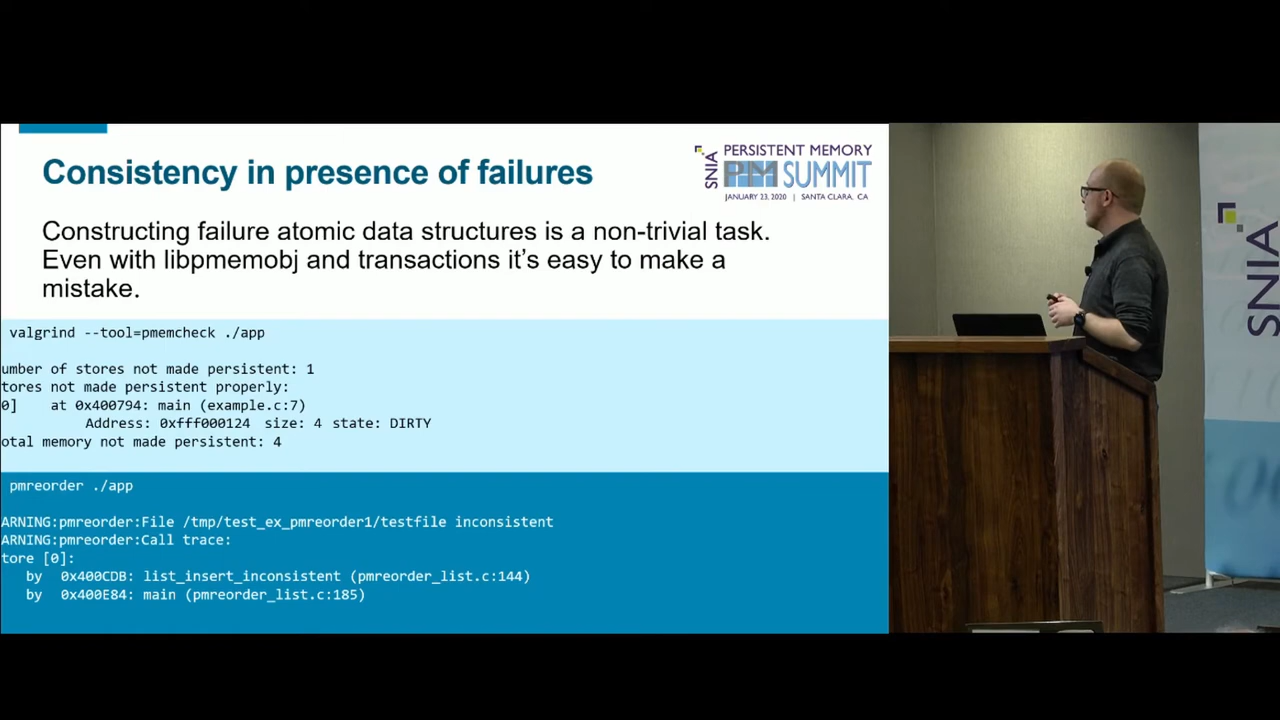 Consistency in presence of failures
SNIA
PERSISTENT MEMORY
PM SUMMIT
JANUARY 23, 2020 | SANTA CLARA, CA
Constructing failure atomic data structures is a non-trivial task.
Even with libpmemobj and transactions it's easy to make a
mistake.
valgrind --tool=pmemcheck ./app
umber of stores not made persistent: 1
tores not made persistent properly:
0] at 0x400794: main (example.c:7)
Address: 0xfff000124 size: 4 state: DIRTY
otal memory not made persistent: 4
pmreorder ./app
ARNING:pmreorder:File /tmp/test_ex_pmreorder1/testfile inconsistent
ARNING:pmreorder:Call trace:
tore [0]:
by 0x400CDB: list_insert_inconsistent (pmreorder_list.c:144)
by 0x400E84: main (pmreorder_list.c:185)
SNIA